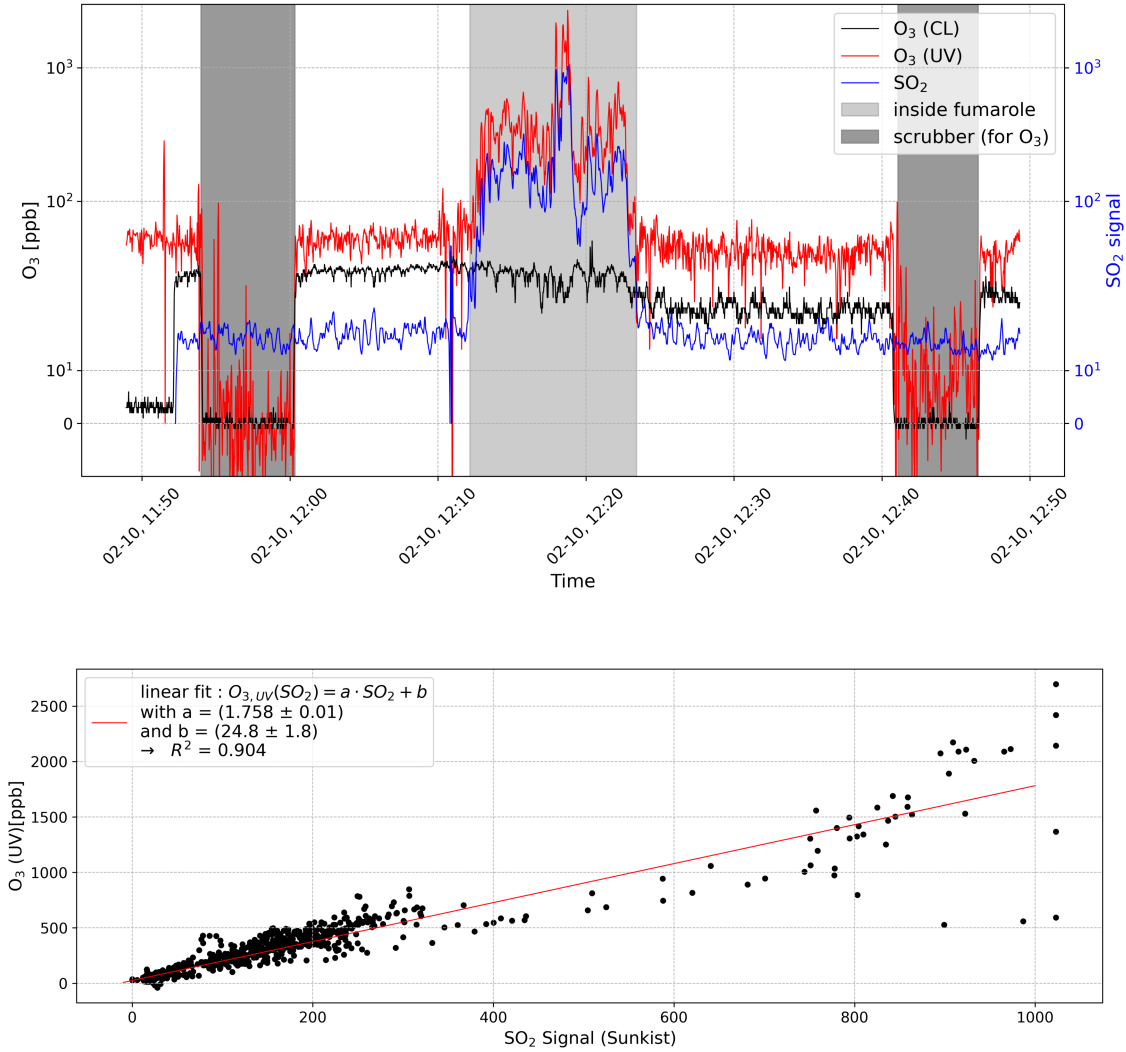 O₃ (CL)
O₃ (UV)
SO₂
inside fumarole
scrubber (for O₃)
O₃ [ppb]
10³
10²
10¹
0
SO₂ signal
10³
10²
10¹
0
02-10, 11:50
02-10, 12:00
02-10, 12:10
02-10, 12:20
02-10, 12:30
02-10, 12:40
02-10, 12:50
Time
linear fit : O₃,UV(SO₂) = a · SO₂ + b
with a = (1.758 ± 0.01)
and b = (24.8 ± 1.8)
→ R² = 0.904
O₃ (UV)[ppb]
2500
2000
1500
1000
500
0
0 200 400 600 800 1000
SO₂ Signal (Sunkist)